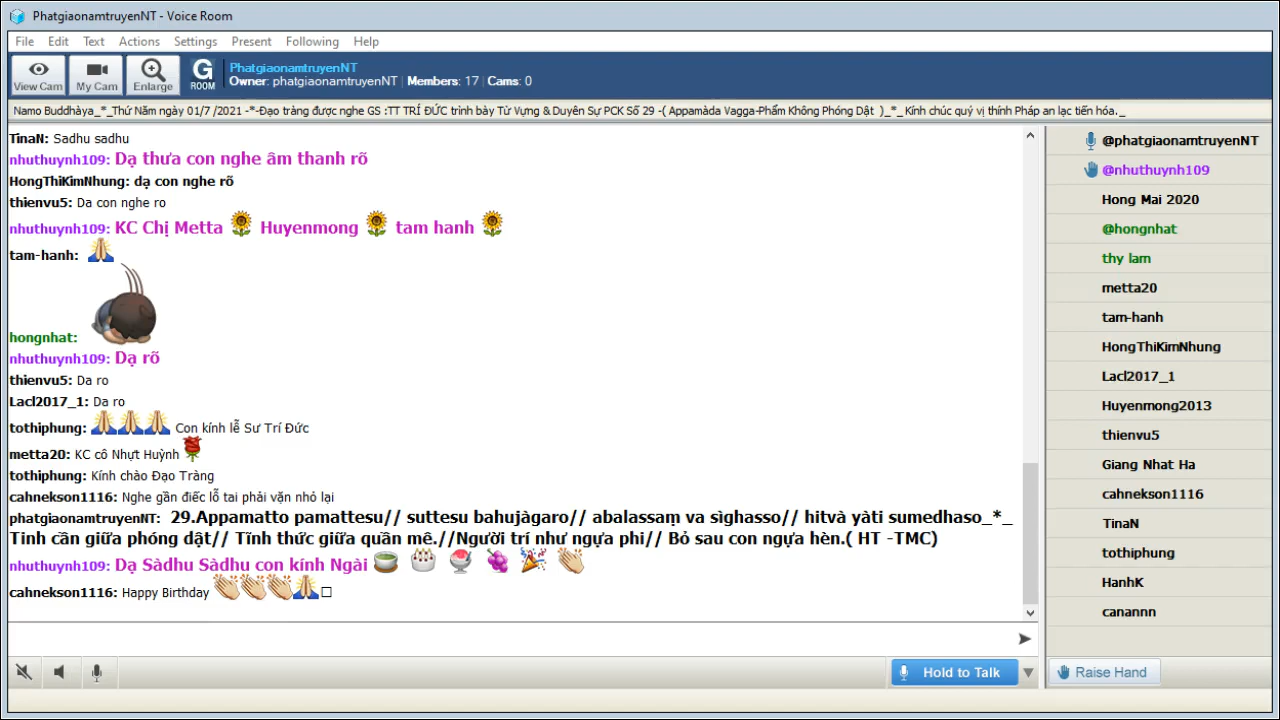 PhatgiaonamtruyenNT - Voice Room
File Edit Text Actions Settings Present Following Help
View Cam
My Cam
Enlarge
G ROOM
PhatgiaonamtruyenNT
Owner: phatgiaonamtruyenNT | Members: 17 | Cams: 0
Namo Buddhàya_*_Thứ Năm ngày 01/7 /2021 -*-Đạo tràng được nghe GS :TT TRÍ ĐỨC trình bày Từ Vựng & Duyên Sự PCK Số 29 -( Appamàda Vagga-Phẩm Không Phóng Dật )_*_ Kính chúc quý vị thính Pháp an lạc tiến hóa._
TinaN: Sadhu sadhu
nhuthuynh109: Dạ thưa con nghe âm thanh rõ
HongThiKimNhung: dạ con nghe rõ
thienvu5: Da con nghe ro
nhuthuynh109: KC Chị Metta 🌻 Huyenmong 🌻 tam hanh 🌻
tam-hanh: 🙏
hongnhat:
nhuthuynh109: Dạ rõ
thienvu5: Da ro
Lacl2017_1: Da ro
tothiphung: 🙏🙏🙏 Con kính lễ Sư Trí Đức
metta20: KC cô Nhựt Huỳnh 🌹
tothiphung: Kính chào Đạo Tràng
cahnekson1116: Nghe gần điếc lỗ tai phải vặn nhỏ lại
phatgiaonamtruyenNT: 29.Appamatto pamattesu// suttesu bahujàgaro// abalassaṃ va sìghasso// hitvà yàti sumedhaso_*_
Tinh cần giữa phóng dật// Tĩnh thức giữa quần mê.//Người trí như ngựa phi// Bỏ sau con ngựa hèn.( HT -TMC)
nhuthuynh109: Dạ Sàdhu Sàdhu con kính Ngài 🍵 🎂 🍧 🍇 🎉 👏
cahnekson1116: Happy Birthday 👏👏👏🙏□
Hold to Talk
@phatgiaonamtruyenNT
@nhuthuynh109
Hong Mai 2020
@hongnhat
thy lam
metta20
tam-hanh
HongThiKimNhung
Lacl2017_1
Huyenmong2013
thienvu5
Giang Nhat Ha
cahnekson1116
TinaN
tothiphung
HanhK
canannn
Raise Hand